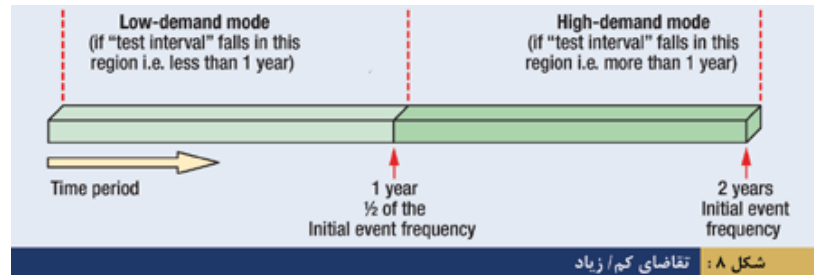 Low-demand mode
(if “test interval” falls in this
region i.e. less than 1 year)
High-demand mode
(if “test interval” falls in this
region i.e. more than 1 year)
Time period
1 year
½ of the
Initial event frequency
2 years
Initial event
frequency
شکل ۸ : تقاضای کم/ زیاد